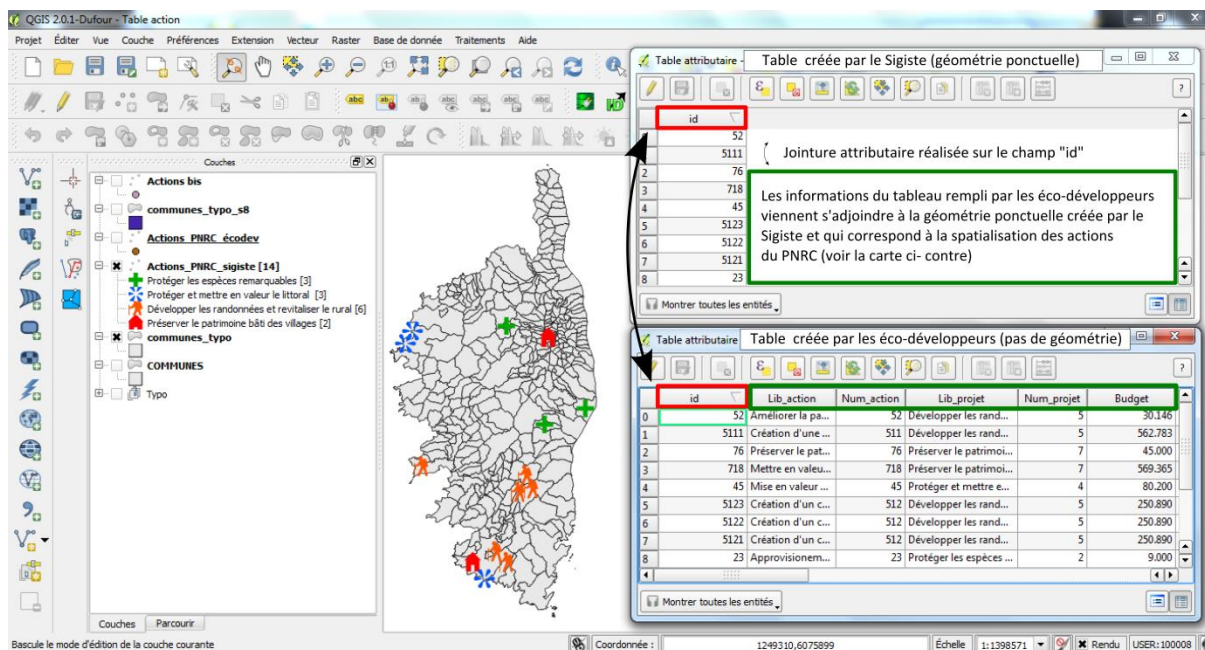 QGIS 2.0.1-Dufour - Table action
Projet Éditer Vue Couche Préférences Extension Vecteur Raster Base de donnée Traitements Aide
Couches
Actions bis
communes_typo_s8
Actions PNRC écodev
Actions_PNRC_sigiste [14]
Protéger les espèces remarquables [3]
Protéger et mettre en valeur le littoral [3]
Développer les randonnées et revitaliser le rural [6]
Préserver le patrimoine bâti des villages [2]
communes_typo
COMMUNES
Typo
Couches Parcourir
Table attributaire - Table créée par le Sigiste (géométrie ponctuelle)
id
52
5111
2 76
3 718
4 45
5 5123
6 5122
7 5121
8 23
Jointure attributaire réalisée sur le champ "id"
Les informations du tableau rempli par les éco-développeurs
viennent s'adjoindre à la géométrie ponctuelle créée par le
Sigiste et qui correspond à la spatialisation des actions
du PNRC (voir la carte ci- contre)
Montrer toutes les entités
Table attributaire Table créée par les éco-développeurs (pas de géométrie)
id Lib_action Num_action Lib_projet Num_projet Budget
0 52 Améliorer la pa... 52 Développer les rand... 5 30.146
1 5111 Création d'une ... 511 Développer les rand... 5 562.783
2 76 Préserver le pat... 76 Préserver le patrimoi... 7 45.000
3 718 Mettre en valeu... 718 Préserver le patrimoi... 7 569.365
4 45 Mise en valeur ... 45 Protéger et mettre e... 4 80.200
5 5123 Création d'un c... 512 Développer les rand... 5 250.890
6 5122 Création d'un c... 512 Développer les rand... 5 250.890
7 5121 Création d'un c... 512 Développer les rand... 5 250.890
8 23 Approvisionem... 23 Protéger les espèces ... 2 9.000
Montrer toutes les entités
Bascule le mode d'édition de la couche courante
Coordonnée : 1249310,6075899 Échelle 1:1398571 Rendu USER:100008